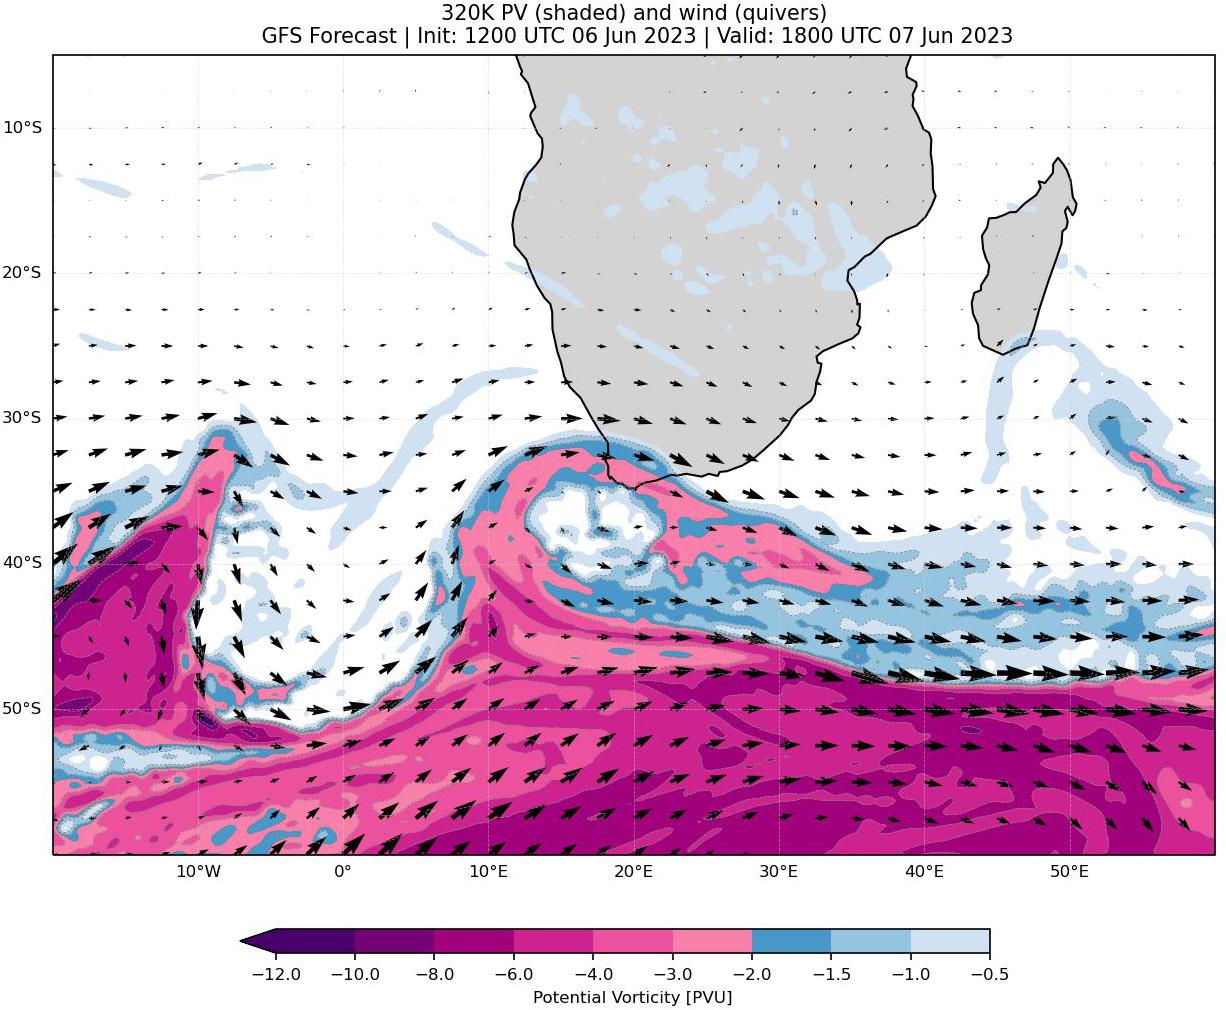 320K PV (shaded) and wind (quivers)
GFS Forecast | Init: 1200 UTC 06 Jun 2023 | Valid: 1800 UTC 07 Jun 2023
10°S
20°S
30°S
40°S
50°S
10°W 0° 10°E 20°E 30°E 40°E 50°E
−12.0 −10.0 −8.0 −6.0 −4.0 −3.0 −2.0 −1.5 −1.0 −0.5
Potential Vorticity [PVU]